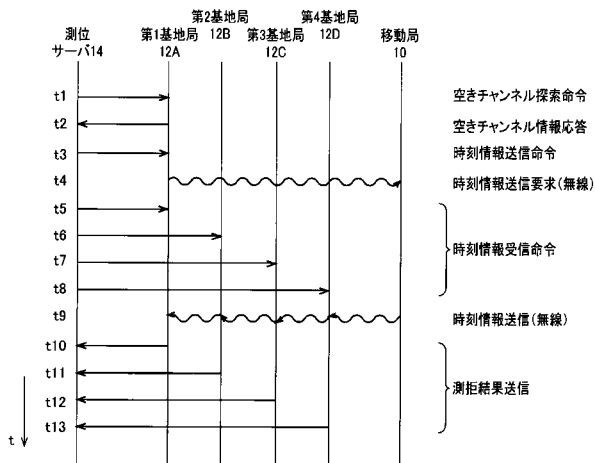 第2基地局 第4基地局
測位 第1基地局 12B 第3基地局 12D 移動局
サーバ14 12A 12C 10
t1 空きチャンネル探索命令
t2 空きチャンネル情報応答
t3 時刻情報送信命令
t4 時刻情報送信要求(無線)
t5
t6
時刻情報受信命令
t7
t8
t9 時刻情報送信(無線)
t10
t11
測拒結果送信
t12
t13
t